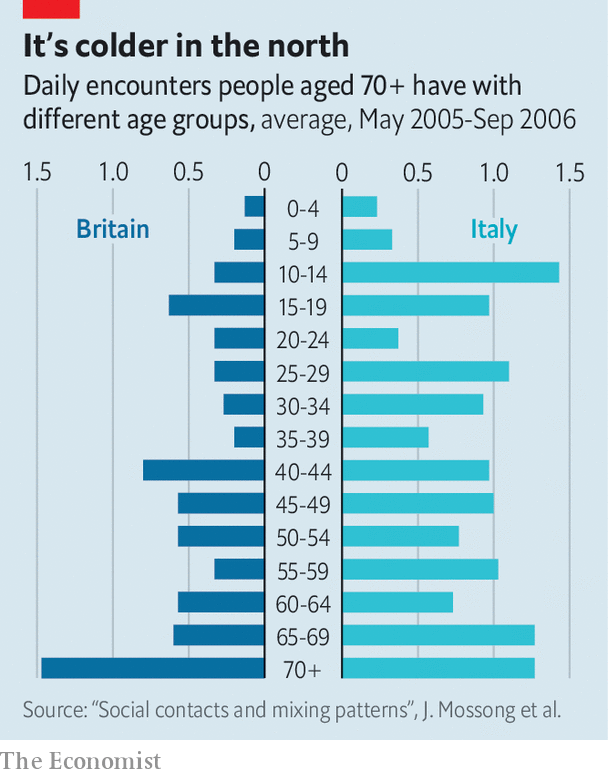 It’s colder in the north
Daily encounters people aged 70+ have with
different age groups, average, May 2005-Sep 2006
1.5 1.0 0.5 0 0 0.5 1.0 1.5
Britain
Italy
0-4
5-9
10-14
15-19
20-24
25-29
30-34
35-39
40-44
45-49
50-54
55-59
60-64
65-69
70+
Source: “Social contacts and mixing patterns”, J. Mossong et al.
The Economist